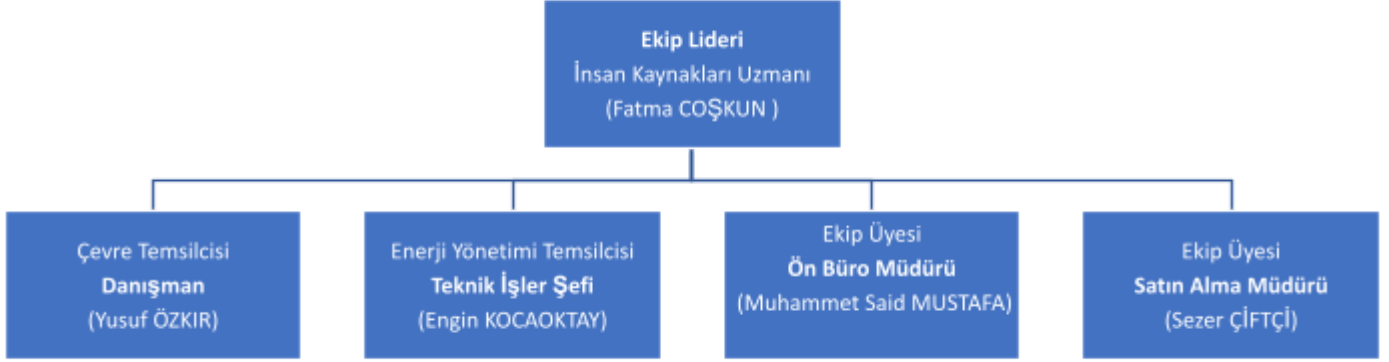 Ekip Lideri
İnsan Kaynakları Uzmanı
(Fatma COŞKUN )
Çevre Temsilcisi
Danışman
(Yusuf ÖZKIR)
Enerji Yönetimi Temsilcisi
Teknik İşler Şefi
(Engin KOCAOKTAY)
Ekip Üyesi
Ön Büro Müdürü
(Muhammet Said MUSTAFA)
Ekip Üyesi
Satın Alma Müdürü
(Sezer ÇİFTÇİ)